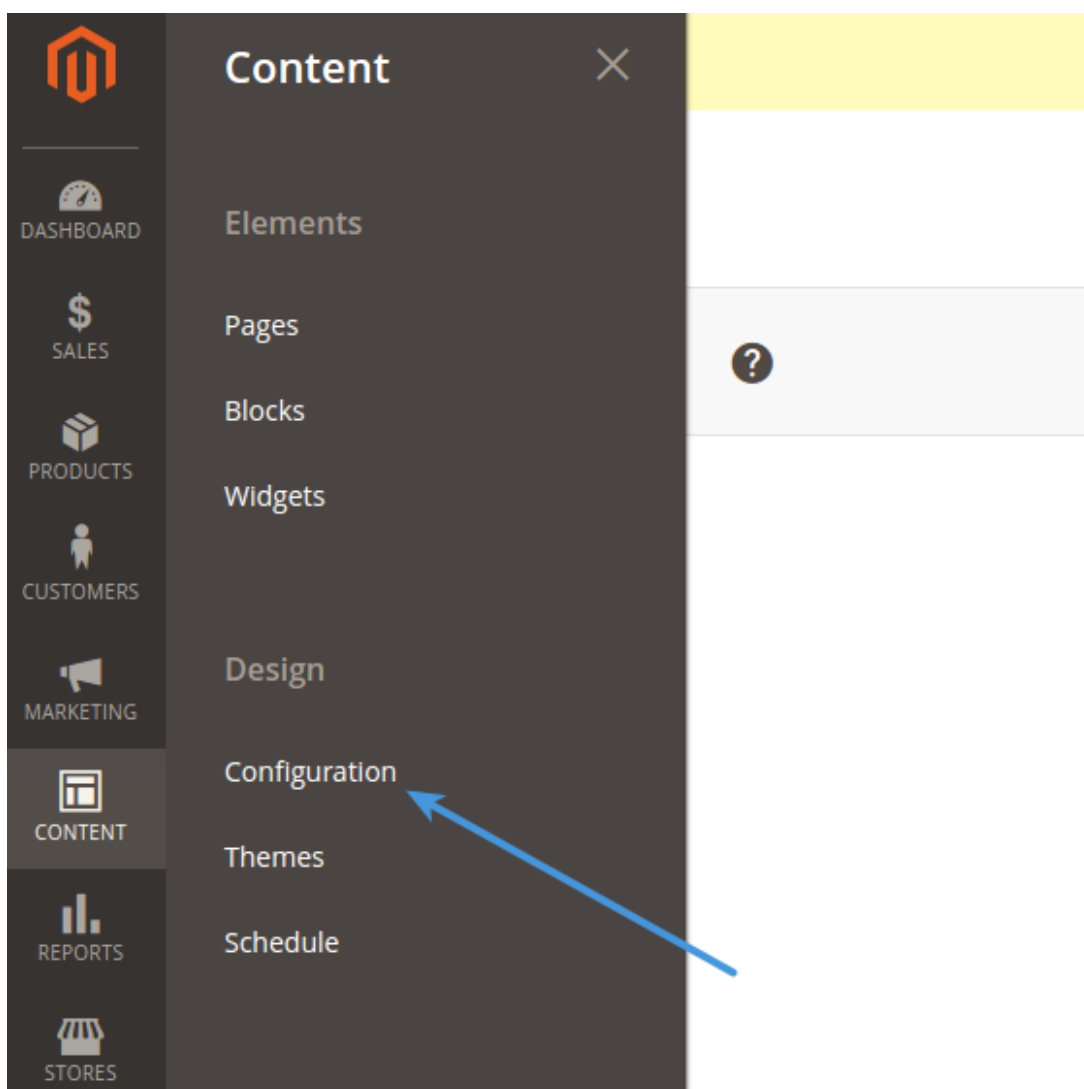 DASHBOARD
SALES
PRODUCTS
CUSTOMERS
MARKETING
CONTENT
REPORTS
STORES
Content
Elements
Pages
Blocks
Widgets
Design
Configuration
Themes
Schedule
?